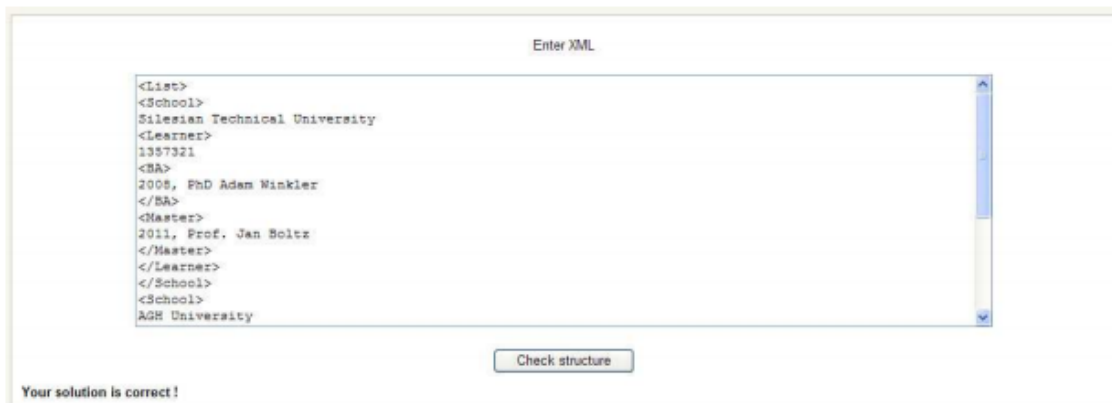 Enter XML
<List>
<School>
Silesian Technical University
<Learner>
1357321
<BA>
2008, PhD Adam Winkler
</BA>
<Master>
2011, Prof. Jan Boltz
</Master>
</Learner>
</School>
<School>
AGH University
Check structure
Your solution is correct !